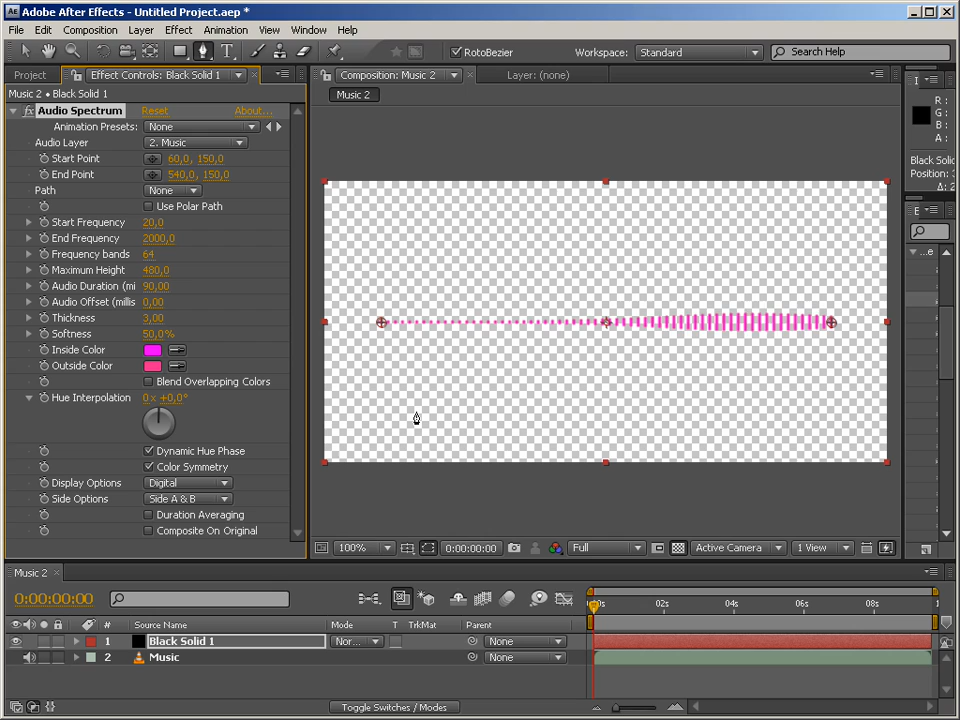 Adobe After Effects - Untitled Project.aep *
File Edit Composition Layer Effect Animation View Window Help
RotoBezier Workspace: Standard Search Help
Project Effect Controls: Black Solid 1 Composition: Music 2 Layer: (none)
Music 2 • Black Solid 1
Music 2
fx Audio Spectrum Reset About...
Animation Presets: None
Audio Layer 2. Music
Start Point 60,0, 150,0
End Point 540,0, 150,0
Path None
Use Polar Path
Start Frequency 20,0
End Frequency 2000,0
Frequency bands 64
Maximum Height 480,0
Audio Duration (mi 90,00
Audio Offset (millis 0,00
Thickness 3,00
Softness 50,0%
Inside Color
Outside Color
Blend Overlapping Colors
Hue Interpolation 0x +0,0°
Dynamic Hue Phase
Color Symmetry
Display Options Digital
Side Options Side A & B
Duration Averaging
Composite On Original
R :
G :
B :
A :
Black Solid
Position:
Δ: 2
...e
100% 0:00:00:00 Full Active Camera 1 View
Music 2
0:00:00:00
02s 04s 06s 08s
# Source Name Mode T TrkMat Parent
1 Black Solid 1 Nor... None
2 Music None
Toggle Switches / Modes